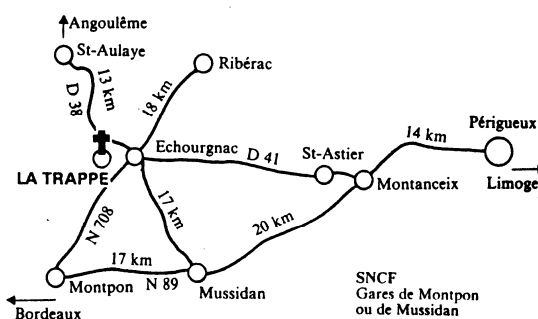 Angoulême
St-Aulaye
13 km
D 38
18 km
Ribérac
Périgueux
14 km
Echourgnac
D 41
St-Astier
Montanceix
Limoge
LA TRAPPE
N 708
17 km
20 km
17 km
N 89
Montpon
Mussidan
Bordeaux
SNCF
Gares de Montpon
ou de Mussidan